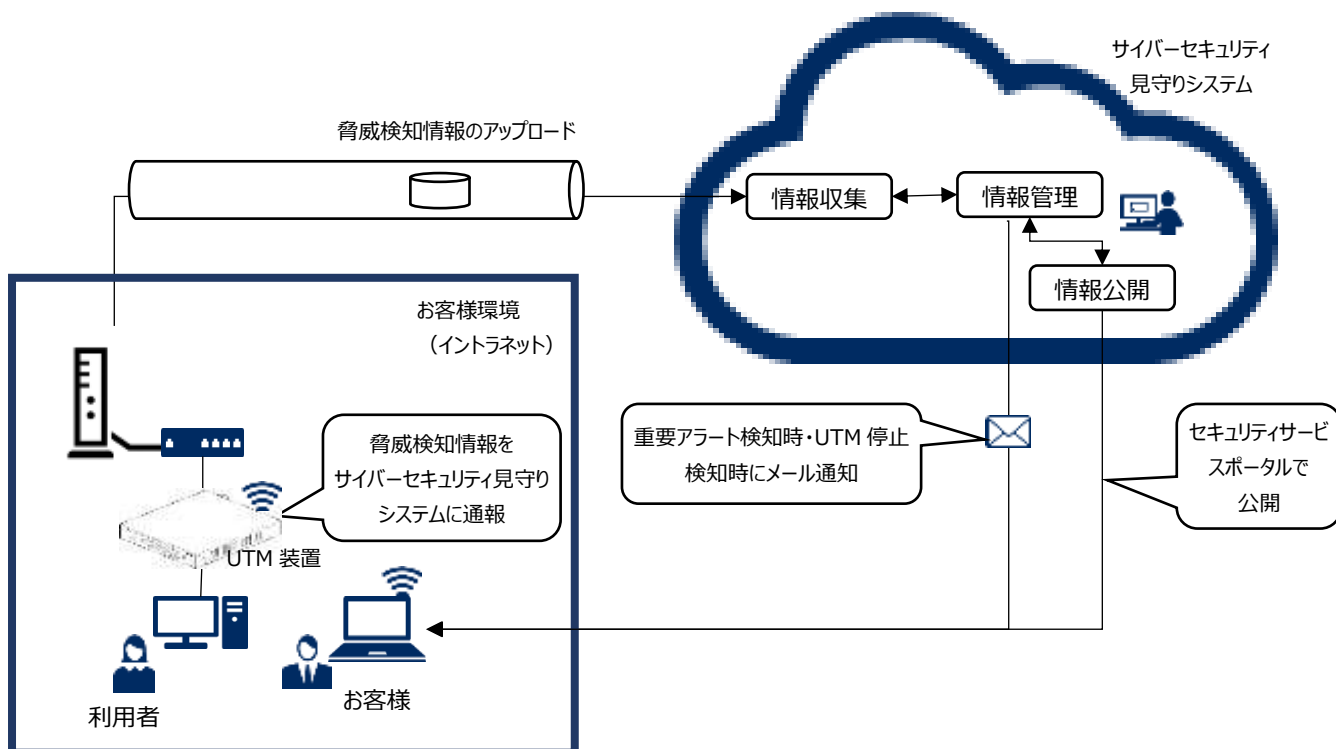 サイバーセキュリティ
見守りシステム
脅威検知情報のアップロード
情報収集
情報管理
情報公開
お客様環境
（イントラネット）
脅威検知情報を
サイバーセキュリティ見守り
システムに通報
UTM 装置
重要アラート検知時・UTM 停止
検知時にメール通知
セキュリティサービ
スポータルで
公開
利用者
お客様